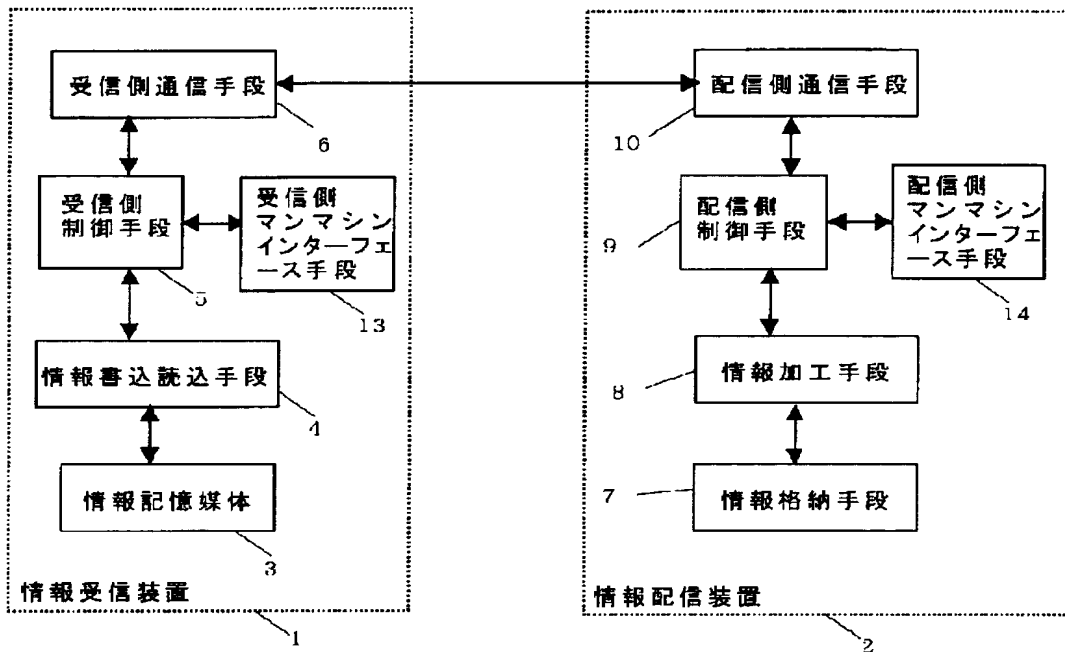 受信側通信手段
6
受信側
制御手段
5
受信側
マンマシン
インターフェ
ース手段
13
情報書込読込手段
4
情報記憶媒体
3
情報受信装置
1
配信側通信手段
10
配信側
制御手段
9
配信側
マンマシン
インターフェ
ース手段
14
情報加工手段
8
情報格納手段
7
情報配信装置
2